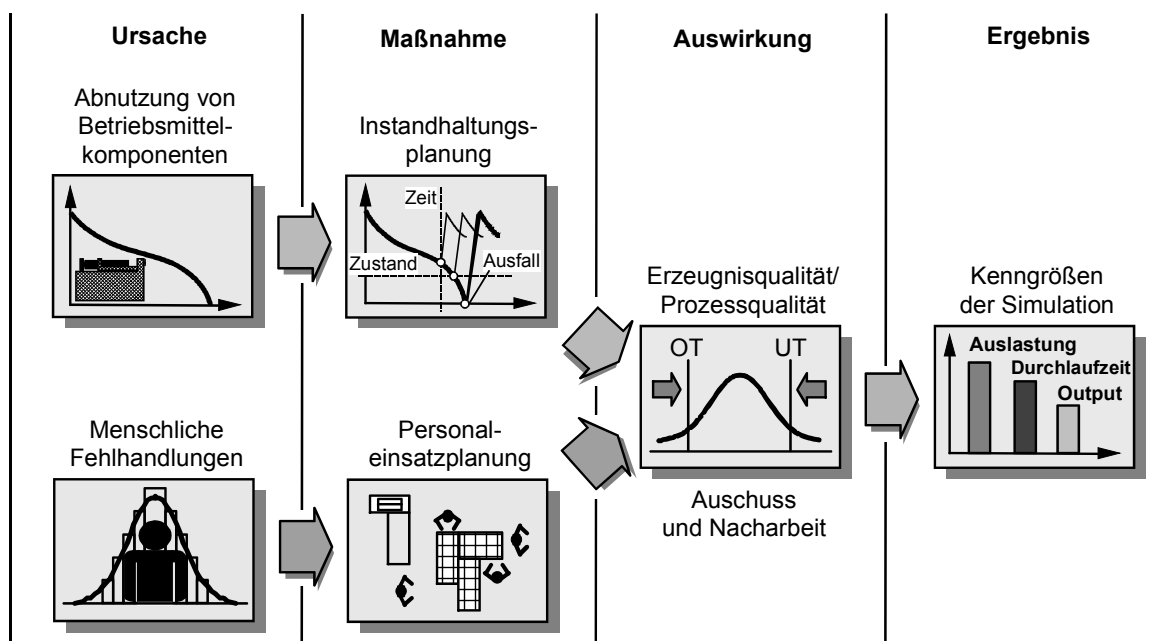 Ursache
Maßnahme
Auswirkung
Ergebnis
Abnutzung von
Betriebsmittel-
komponenten
Instandhaltungs-
planung
Zeit
Zustand
Ausfall
Menschliche
Fehlhandlungen
Personal-
einsatzplanung
Erzeugnisqualität/
Prozessqualität
OT
UT
Auschuss
und Nacharbeit
Kenngrößen
der Simulation
Auslastung
Durchlaufzeit
Output